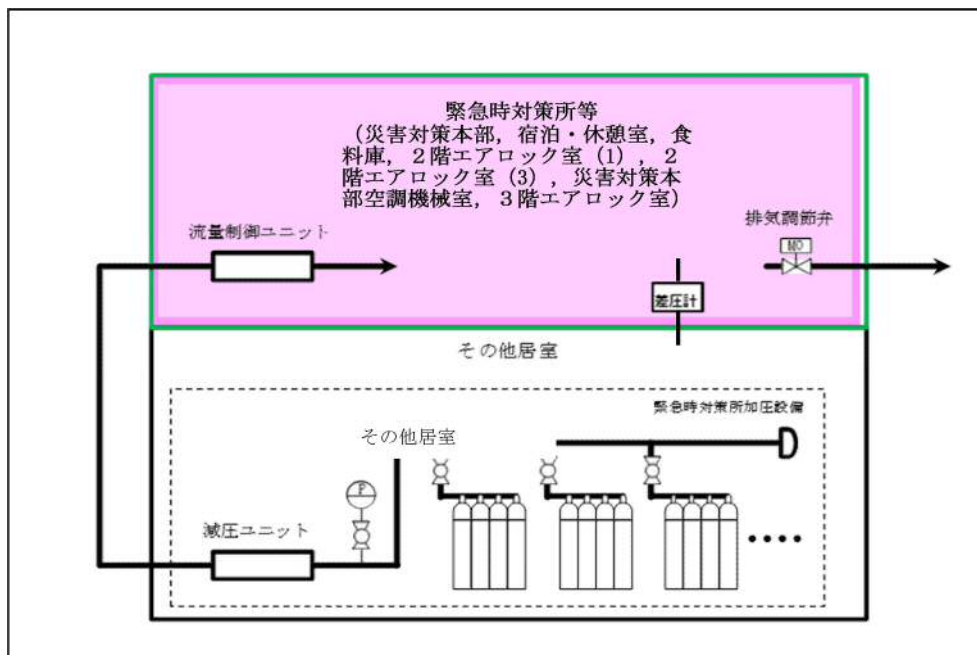 緊急時対策所等
（災害対策本部，宿泊・休憩室，食
料庫，２階エアロック室（1），２
階エアロック室（3），災害対策本
部空調機械室，３階エアロック室）
排気調節弁
MO
流量制御ユニット
差圧計
その他居室
緊急時対策所加圧設備
その他居室
P
減圧ユニット